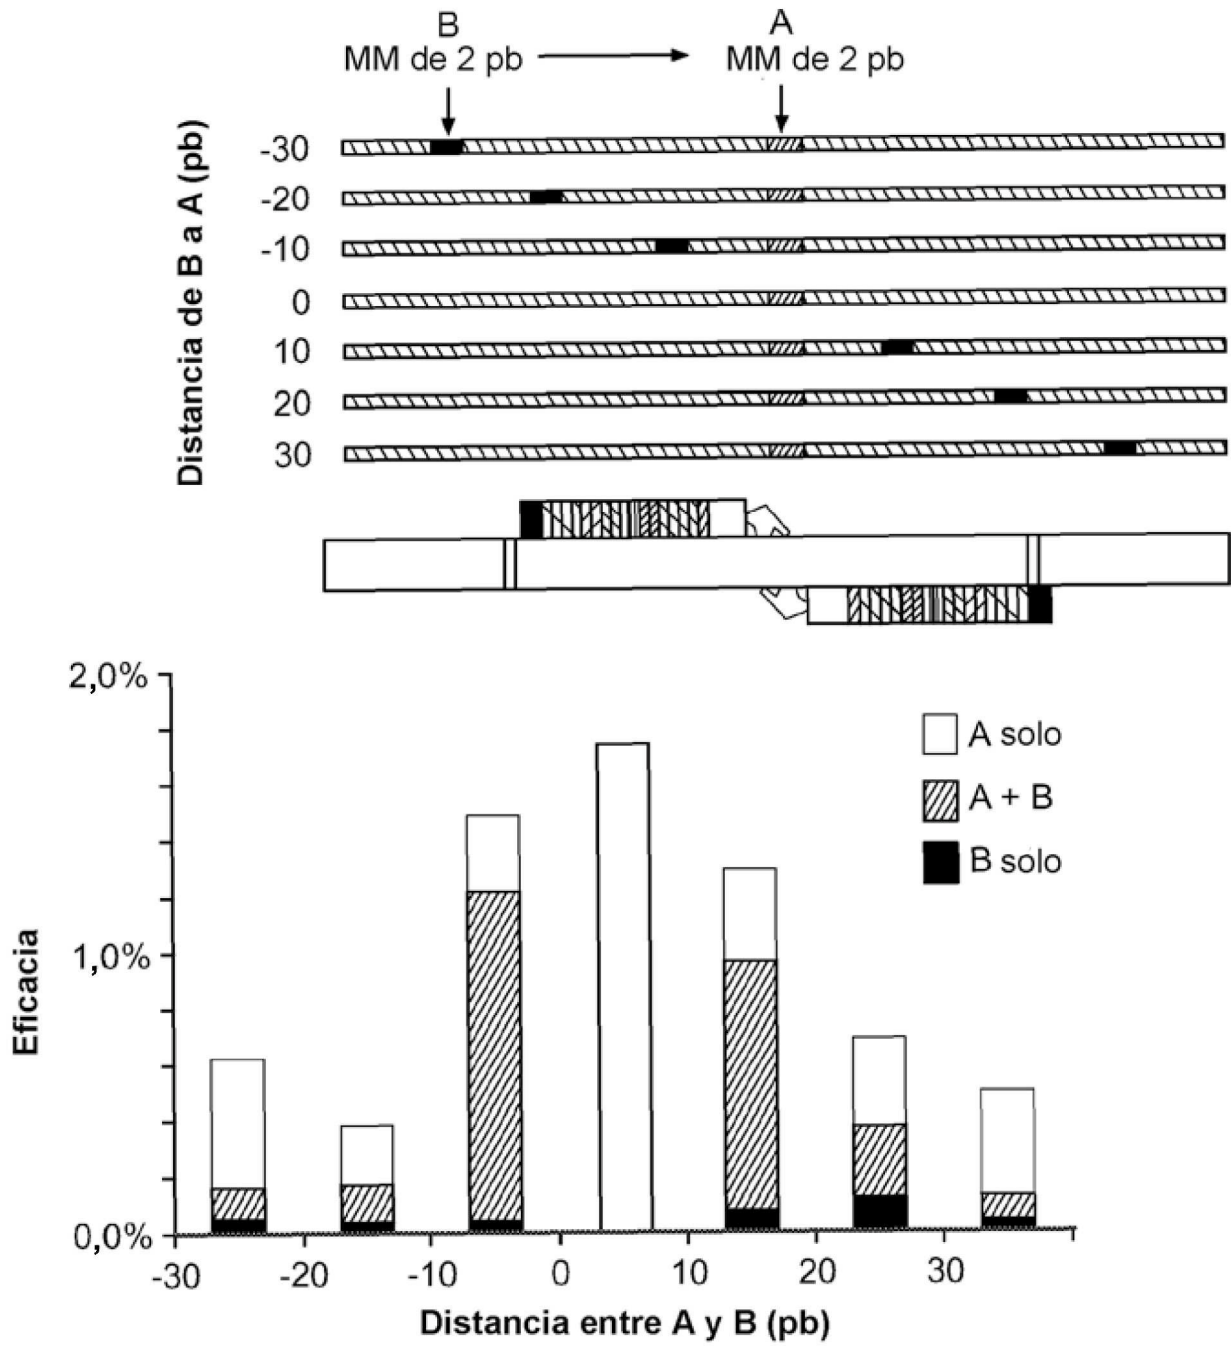 B
A
MM de 2 pb
MM de 2 pb
Distancia de B a A (pb)
-30
-20
-10
0
10
20
30
2,0%
1,0%
0,0%
Eficacia
A solo
A + B
B solo
-30
-20
-10
0
10
20
30
Distancia entre A y B (pb)